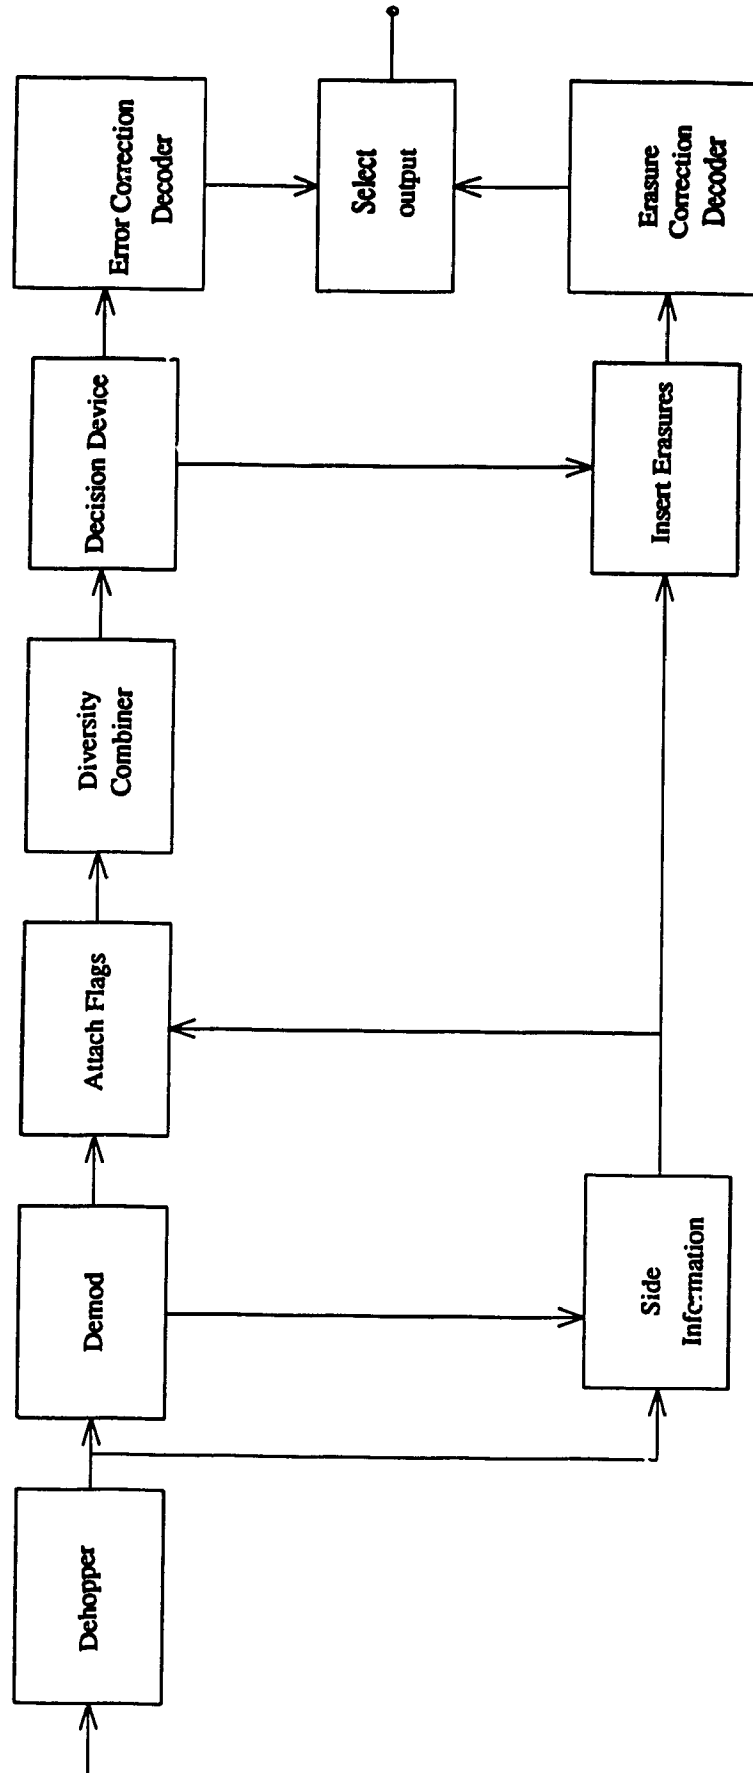 Dehopper
Demod
Attach Flags
Diversity
Combiner
Decision Device
Error Correction
Decoder
Side
Information
Insert Erasures
Erasure
Correction
Decoder
Select
output